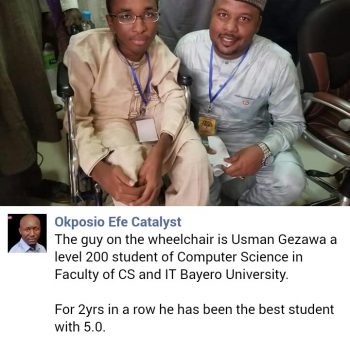 Okposio Efe Catalyst
The guy on the wheelchair is Usman Gezawa a
level 200 student of Computer Science in
Faculty of CS and IT Bayero University.
For 2yrs in a row he has been the best student
with 5.0.